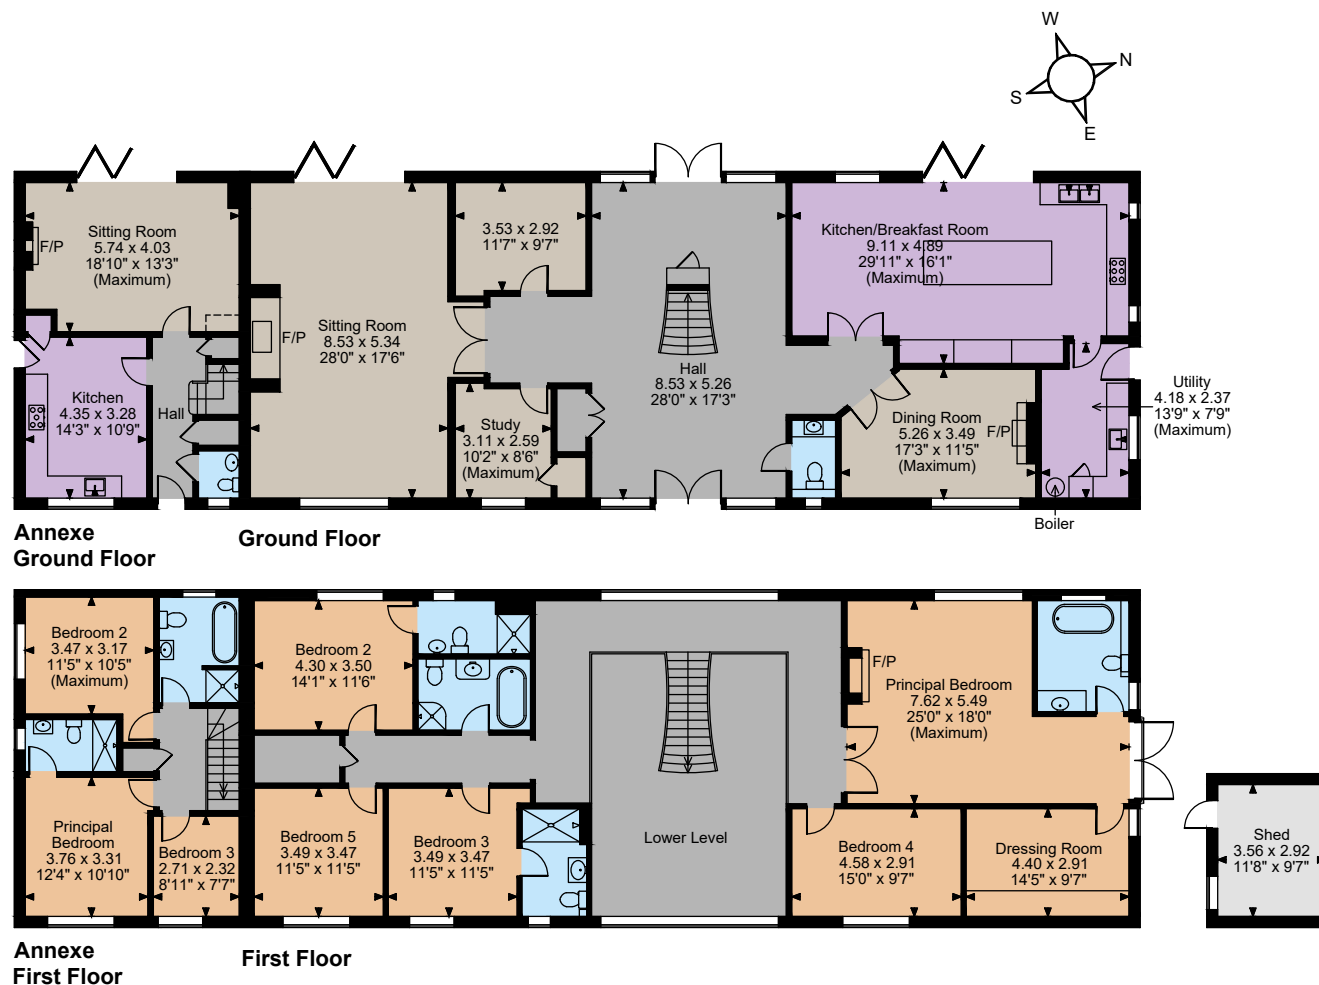 W
N
S
E
Sitting Room
5.74 x 4.03
18'10" x 13'3"
(Maximum)
F/P
Kitchen
4.35 x 3.28
14'3" x 10'9"
Hall
Sitting Room
8.53 x 5.34
28'0" x 17'6"
F/P
3.53 x 2.92
11'7" x 9'7"
Study
3.11 x 2.59
10'2" x 8'6"
(Maximum)
Hall
8.53 x 5.26
28'0" x 17'3"
Kitchen/Breakfast Room
9.11 x 4.89
29'11" x 16'1"
(Maximum)
Dining Room
5.26 x 3.49
17'3" x 11'5"
(Maximum)
F/P
Utility
4.18 x 2.37
13'9" x 7'9"
(Maximum)
Boiler
Annexe
Ground Floor
Ground Floor
Bedroom 2
3.47 x 3.17
11'5" x 10'5"
(Maximum)
Principal
Bedroom
3.76 x 3.31
12'4" x 10'10"
Bedroom 3
2.71 x 2.32
8'11" x 7'7"
Bedroom 2
4.30 x 3.50
14'1" x 11'6"
Bedroom 5
3.49 x 3.47
11'5" x 11'5"
Bedroom 3
3.49 x 3.47
11'5" x 11'5"
Lower Level
F/P
Principal Bedroom
7.62 x 5.49
25'0" x 18'0"
(Maximum)
Bedroom 4
4.58 x 2.91
15'0" x 9'7"
Dressing Room
4.40 x 2.91
14'5" x 9'7"
Shed
3.56 x 2.92
11'8" x 9'7"
Annexe
First Floor
First Floor